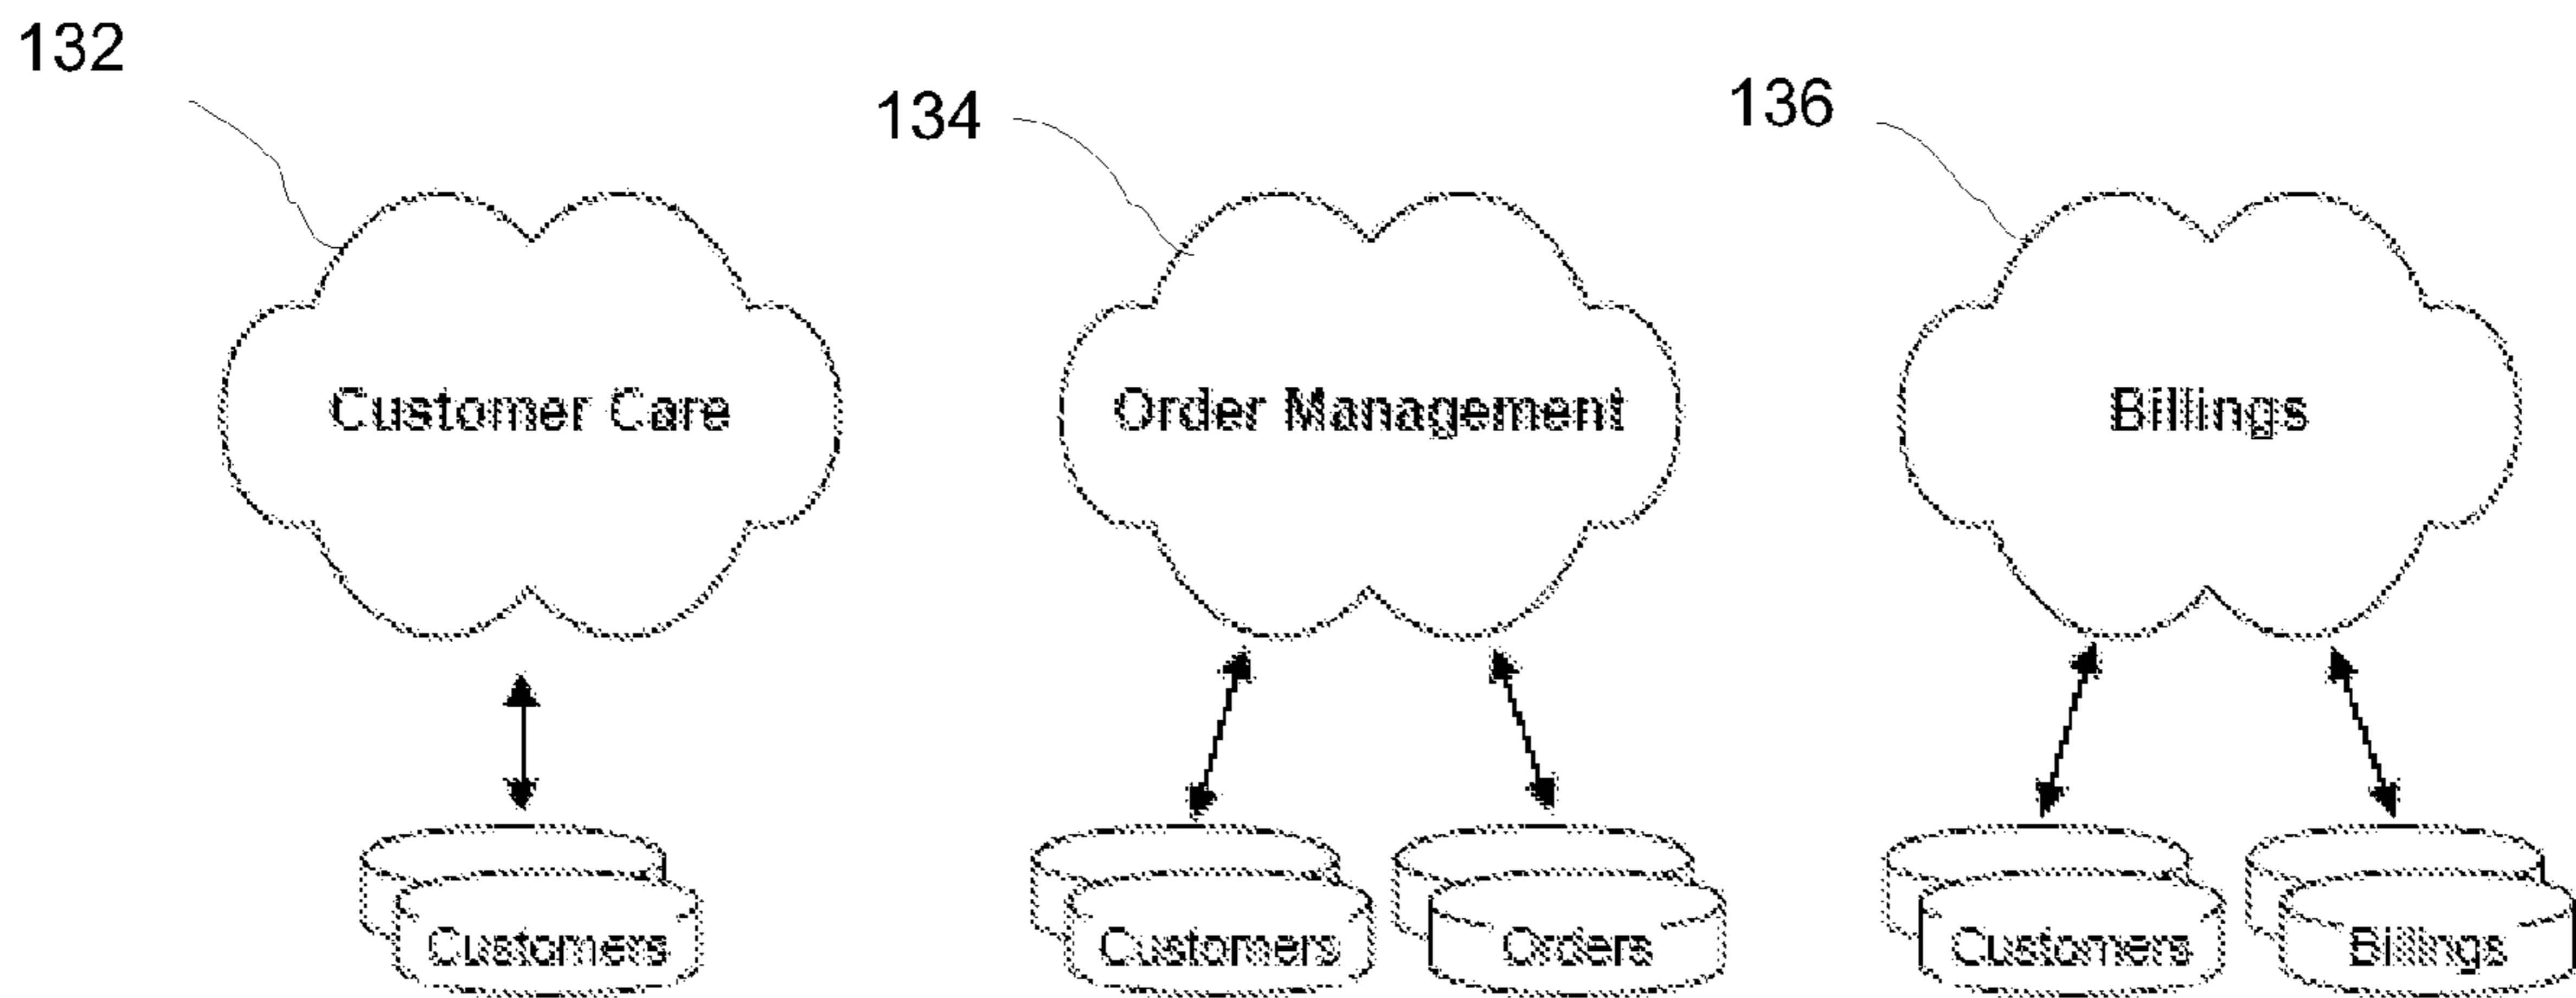 132
134
136
Customer Care
Order Management
Billings
Customers
Customers
Orders
Customers
Billings